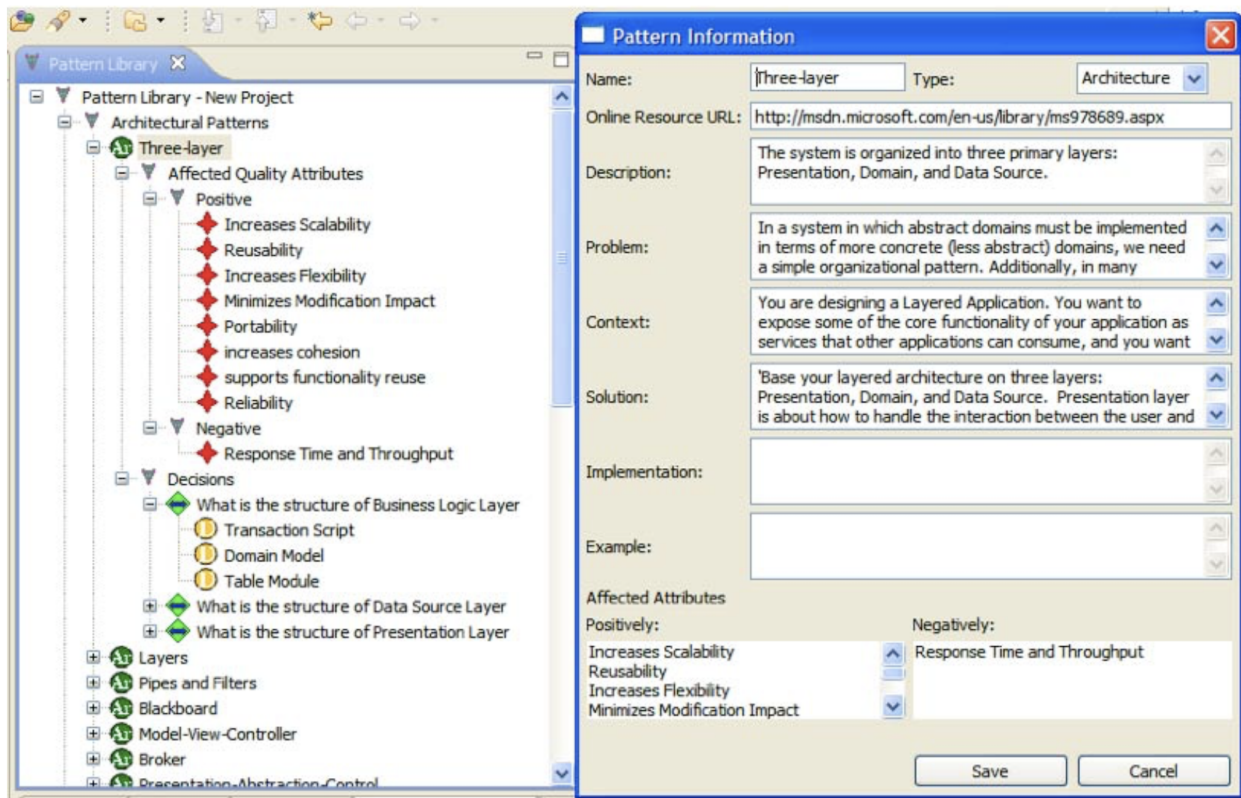 Pattern Library
Pattern Library - New Project
Architectural Patterns
Ar Three-layer
Affected Quality Attributes
Positive
Increases Scalability
Reusability
Increases Flexibility
Minimizes Modification Impact
Portability
increases cohesion
supports functionality reuse
Reliability
Negative
Response Time and Throughput
Decisions
What is the structure of Business Logic Layer
Transaction Script
Domain Model
Table Module
What is the structure of Data Source Layer
What is the structure of Presentation Layer
Ar Layers
Ar Pipes and Filters
Ar Blackboard
Ar Model-View-Controller
Ar Broker
Ar Presentation-Abstraction-Control
Pattern Information
Name: Three-layer Type: Architecture
Online Resource URL: http://msdn.microsoft.com/en-us/library/ms978689.aspx
Description:
The system is organized into three primary layers:
Presentation, Domain, and Data Source.
Problem:
In a system in which abstract domains must be implemented
in terms of more concrete (less abstract) domains, we need
a simple organizational pattern. Additionally, in many
Context:
You are designing a Layered Application. You want to
expose some of the core functionality of your application as
services that other applications can consume, and you want
Solution:
'Base your layered architecture on three layers:
Presentation, Domain, and Data Source. Presentation layer
is about how to handle the interaction between the user and
Implementation:
Example:
Affected Attributes
Positively:
Increases Scalability
Reusability
Increases Flexibility
Minimizes Modification Impact
Negatively:
Response Time and Throughput
Save Cancel